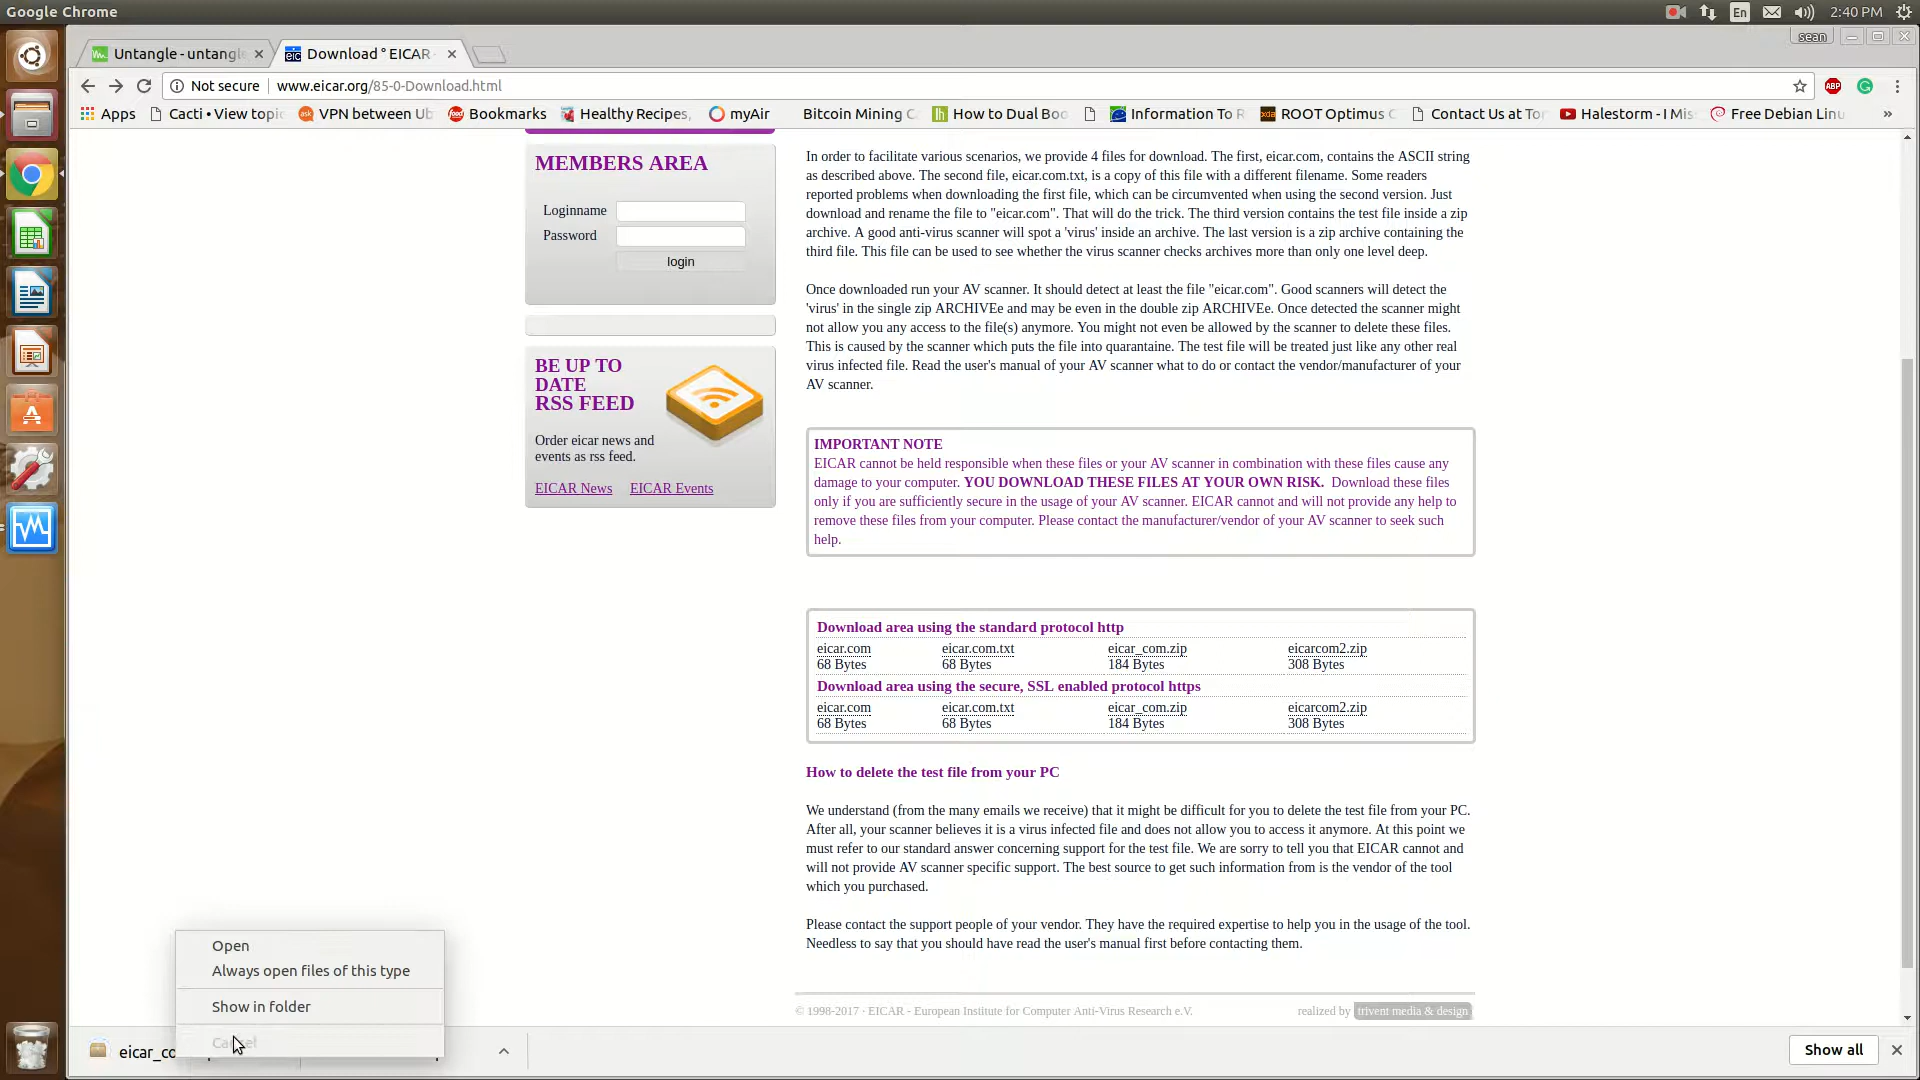 Google Chrome
En
2:40 PM
sean
Untangle - untangle
Download ° EICAR
Not secure
www.eicar.org/85-0-Download.html
ABP
Apps
Cacti • View topic
VPN between Ub
Bookmarks
Healthy Recipes,
myAir
Bitcoin Mining C
How to Dual Boo
Information To R
ROOT Optimus
Contact Us at Tor
Halestorm - I Mis
Free Debian Linu
MEMBERS AREA
Loginname
Password
login
BE UP TO
DATE
RSS FEED
Order eicar news and
events as rss feed.
EICAR News
EICAR Events
In order to facilitate various scenarios, we provide 4 files for download. The first, eicar.com, contains the ASCII string
as described above. The second file, eicar.com.txt, is a copy of this file with a different filename. Some readers
reported problems when downloading the first file, which can be circumvented when using the second version. Just
download and rename the file to "eicar.com". That will do the trick. The third version contains the test file inside a zip
archive. A good anti-virus scanner will spot a 'virus' inside an archive. The last version is a zip archive containing the
third file. This file can be used to see whether the virus scanner checks archives more than only one level deep.
Once downloaded run your AV scanner. It should detect at least the file "eicar.com". Good scanners will detect the
'virus' in the single zip ARCHIVEe and may be even in the double zip ARCHIVEe. Once detected the scanner might
not allow you any access to the file(s) anymore. You might not even be allowed by the scanner to delete these files.
This is caused by the scanner which puts the file into quarantaine. The test file will be treated just like any other real
virus infected file. Read the user's manual of your AV scanner what to do or contact the vendor/manufacturer of your
AV scanner.
IMPORTANT NOTE
EICAR cannot be held responsible when these files or your AV scanner in combination with these files cause any
damage to your computer. YOU DOWNLOAD THESE FILES AT YOUR OWN RISK. Download these files
only if you are sufficiently secure in the usage of your AV scanner. EICAR cannot and will not provide any help to
remove these files from your computer. Please contact the manufacturer/vendor of your AV scanner to seek such
help.
Download area using the standard protocol http
eicar.com eicar.com.txt eicar_com.zip eicarcom2.zip
68 Bytes 68 Bytes 184 Bytes 308 Bytes
Download area using the secure, SSL enabled protocol https
eicar.com eicar.com.txt eicar_com.zip eicarcom2.zip
68 Bytes 68 Bytes 184 Bytes 308 Bytes
How to delete the test file from your PC
We understand (from the many emails we receive) that it might be difficult for you to delete the test file from your PC.
After all, your scanner believes it is a virus infected file and does not allow you to access it anymore. At this point we
must refer to our standard answer concerning support for the test file. We are sorry to tell you that EICAR cannot and
will not provide AV scanner specific support. The best source to get such information from is the vendor of the tool
which you purchased.
Please contact the support people of your vendor. They have the required expertise to help you in the usage of the tool.
Needless to say that you should have read the user's manual first before contacting them.
© 1998-2017 · EICAR - European Institute for Computer Anti-Virus Research e.V.
realized by trivent media & design
Open
Always open files of this type
Show in folder
Cancel
eicar_co
Show all